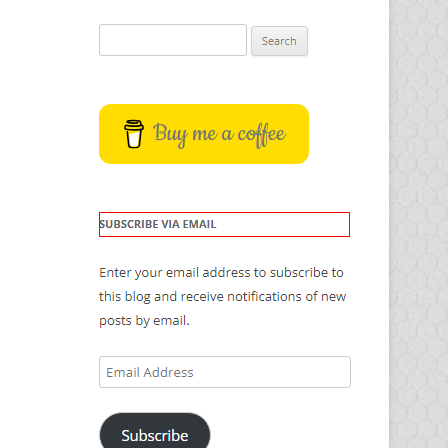 Search
Buy me a coffee
SUBSCRIBE VIA EMAIL
Enter your email address to subscribe to
this blog and receive notifications of new
posts by email.
Email Address
Subscribe